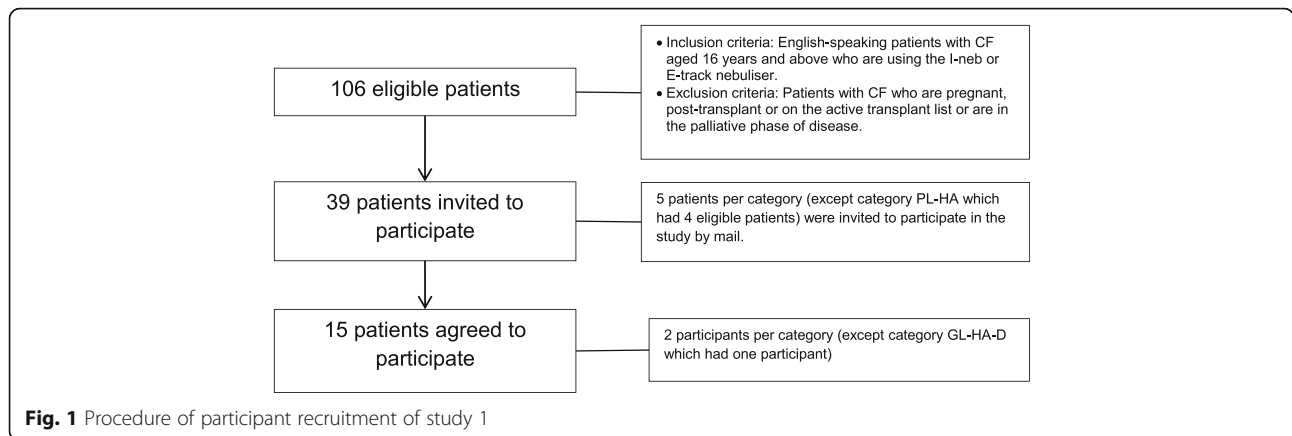 106 eligible patients
• Inclusion criteria: English-speaking patients with CF
aged 16 years and above who are using the I-neb or
E-track nebuliser.
• Exclusion criteria: Patients with CF who are pregnant,
post-transplant or on the active transplant list or are in
the palliative phase of disease.
39 patients invited to
participate
5 patients per category (except category PL-HA which
had 4 eligible patients) were invited to participate in the
study by mail.
15 patients agreed to
participate
2 participants per category (except category GL-HA-D
which had one participant)
Fig. 1 Procedure of participant recruitment of study 1